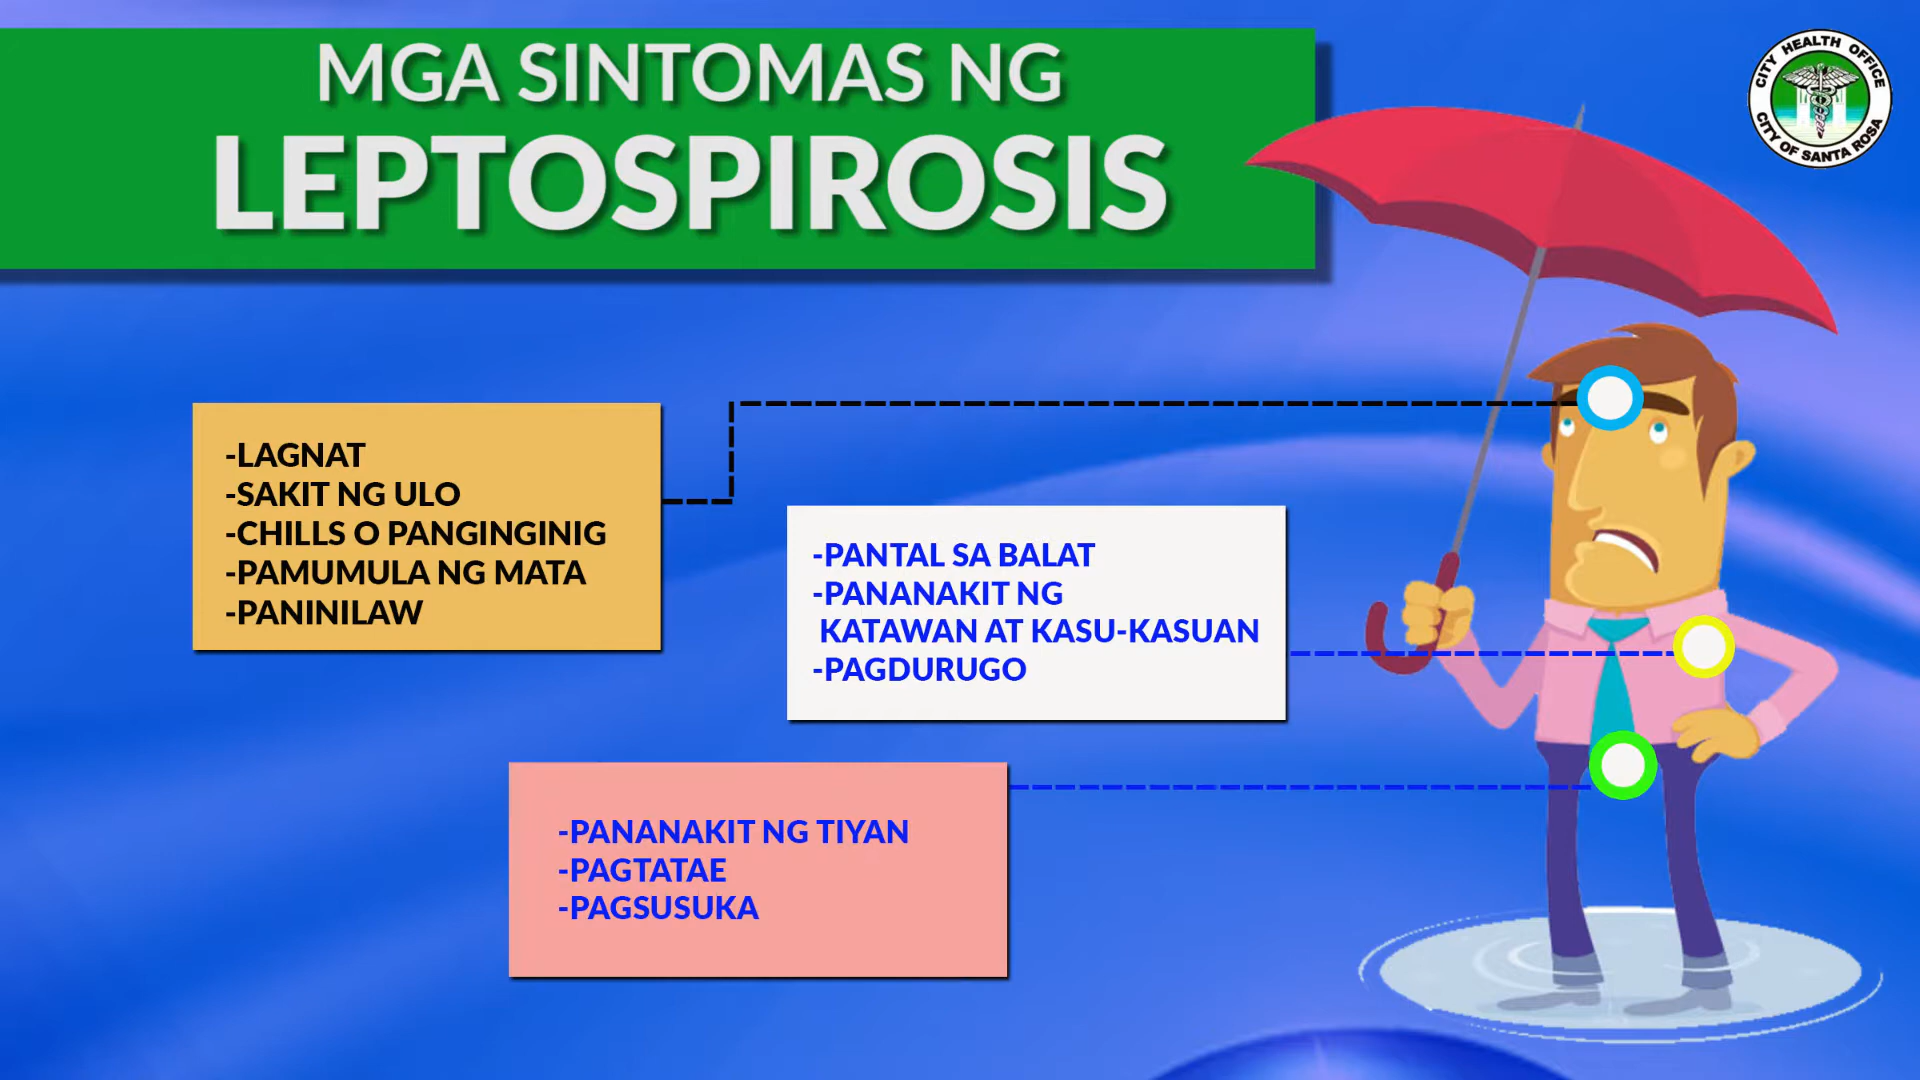 MGA SINTOMAS NG
LEPTOSPIROSIS
CITY HEALTH OFFICE
CITY OF SANTA ROSA
-LAGNAT
-SAKIT NG ULO
-CHILLS O PANGINGINIG
-PAMUMULA NG MATA
-PANINILAW
-PANTAL SA BALAT
-PANANAKIT NG
KATAWAN AT KASU-KASUAN
-PAGDURUGO
-PANANAKIT NG TIYAN
-PAGTATAE
-PAGSUSUKA